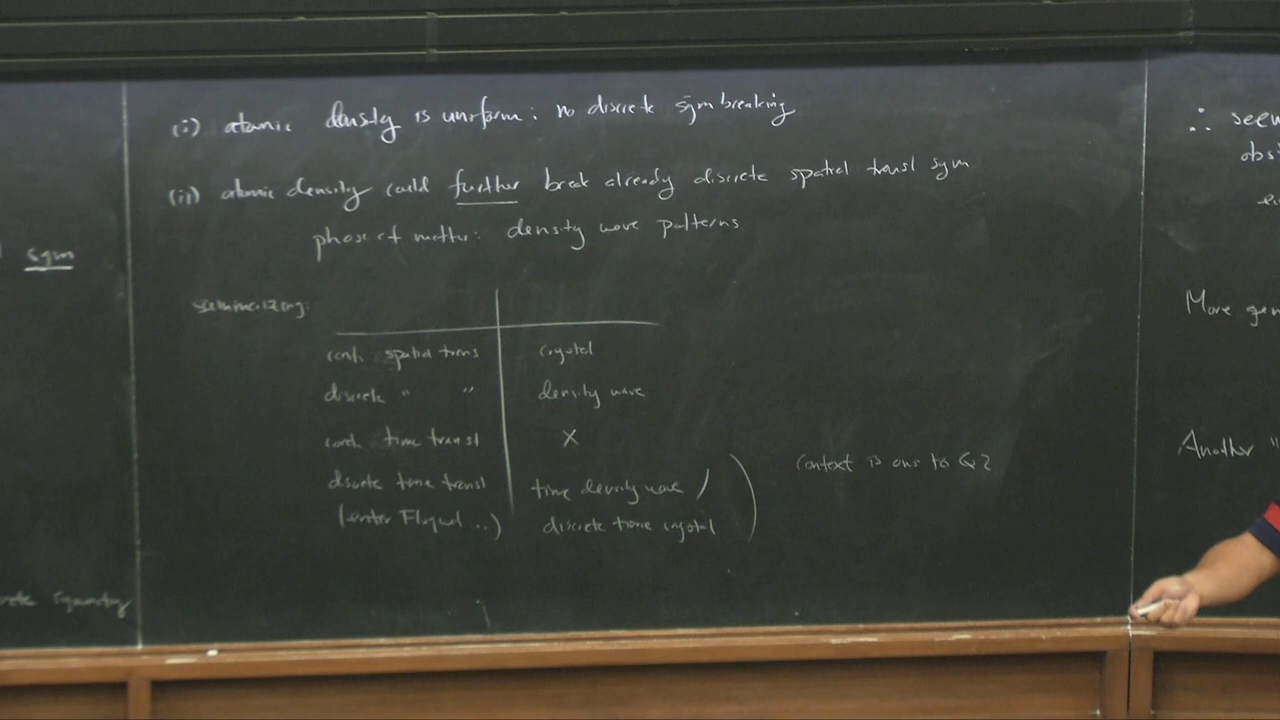 (i) atomic density is uniform: no discrete sym breaking
(ii) atomic density could further break already discrete spatial transl sym
phase of matter: density wave patterns
sym
summarizing:
cont. spatial trans | crystal
discrete " " | density wave
cont. time transl | X
discrete time transl | time density wave /
(enter Floquet ..) | discrete time crystal
context is ans to Q2
symmetry
∴ seem
obs
More gen
Another "